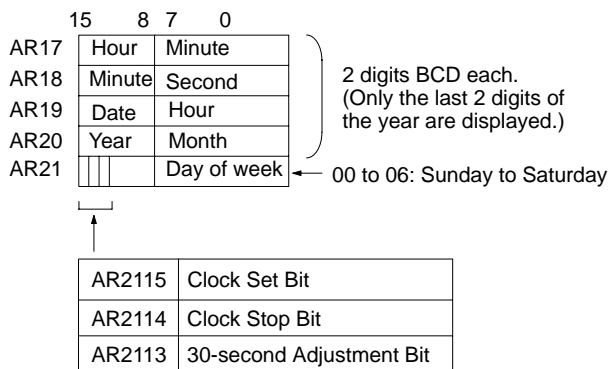 15 8 7 0
AR17 Hour Minute
AR18 Minute Second
AR19 Date Hour
AR20 Year Month
AR21 Day of week
2 digits BCD each.
(Only the last 2 digits of
the year are displayed.)
00 to 06: Sunday to Saturday
AR2115 Clock Set Bit
AR2114 Clock Stop Bit
AR2113 30-second Adjustment Bit